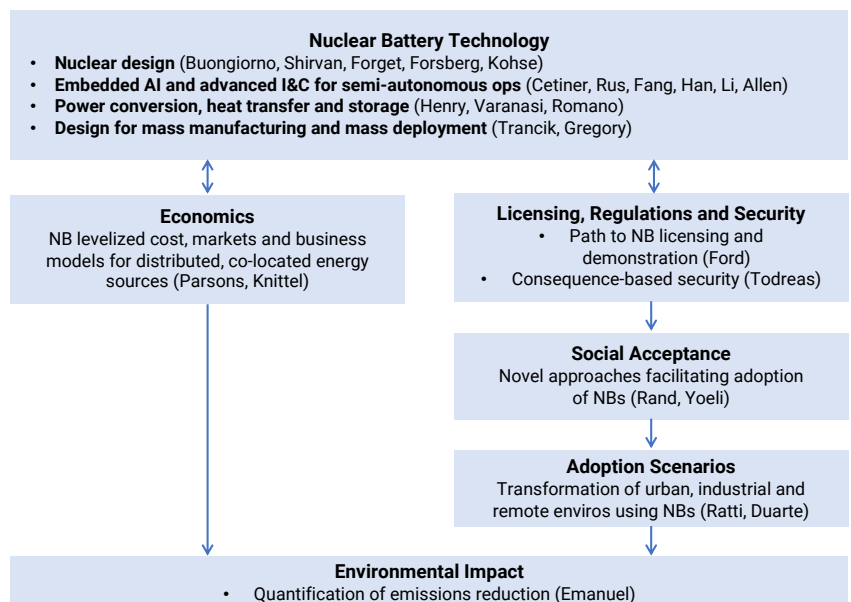 Nuclear Battery Technology
• Nuclear design (Buongiorno, Shirvan, Forget, Forsberg, Kohse)
• Embedded AI and advanced I&C for semi-autonomous ops (Cetiner, Rus, Fang, Han, Li, Allen)
• Power conversion, heat transfer and storage (Henry, Varanasi, Romano)
• Design for mass manufacturing and mass deployment (Trancik, Gregory)
Economics
NB levelized cost, markets and business
models for distributed, co-located energy
sources (Parsons, Knittel)
Licensing, Regulations and Security
• Path to NB licensing and
demonstration (Ford)
• Consequence-based security (Todreas)
Social Acceptance
Novel approaches facilitating adoption
of NBs (Rand, Yoeli)
Adoption Scenarios
Transformation of urban, industrial and
remote enviros using NBs (Ratti, Duarte)
Environmental Impact
• Quantification of emissions reduction (Emanuel)